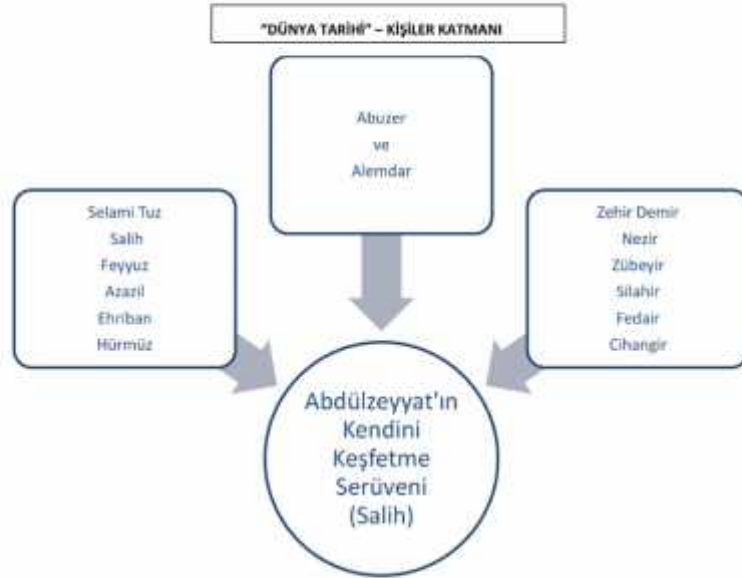 "DÜNYA TARİHİ" – KİŞİLER KATMANI
Abuzer
ve
Alemdar
Selami Tuz
Salih
Feyyuz
Azazil
Ehriban
Hürmüz
Zehir Demir
Nezir
Zübeyir
Silahir
Fedair
Cihangir
Abdülzeyyat'ın
Kendini
Keşfetme
Serüveni
(Salih)